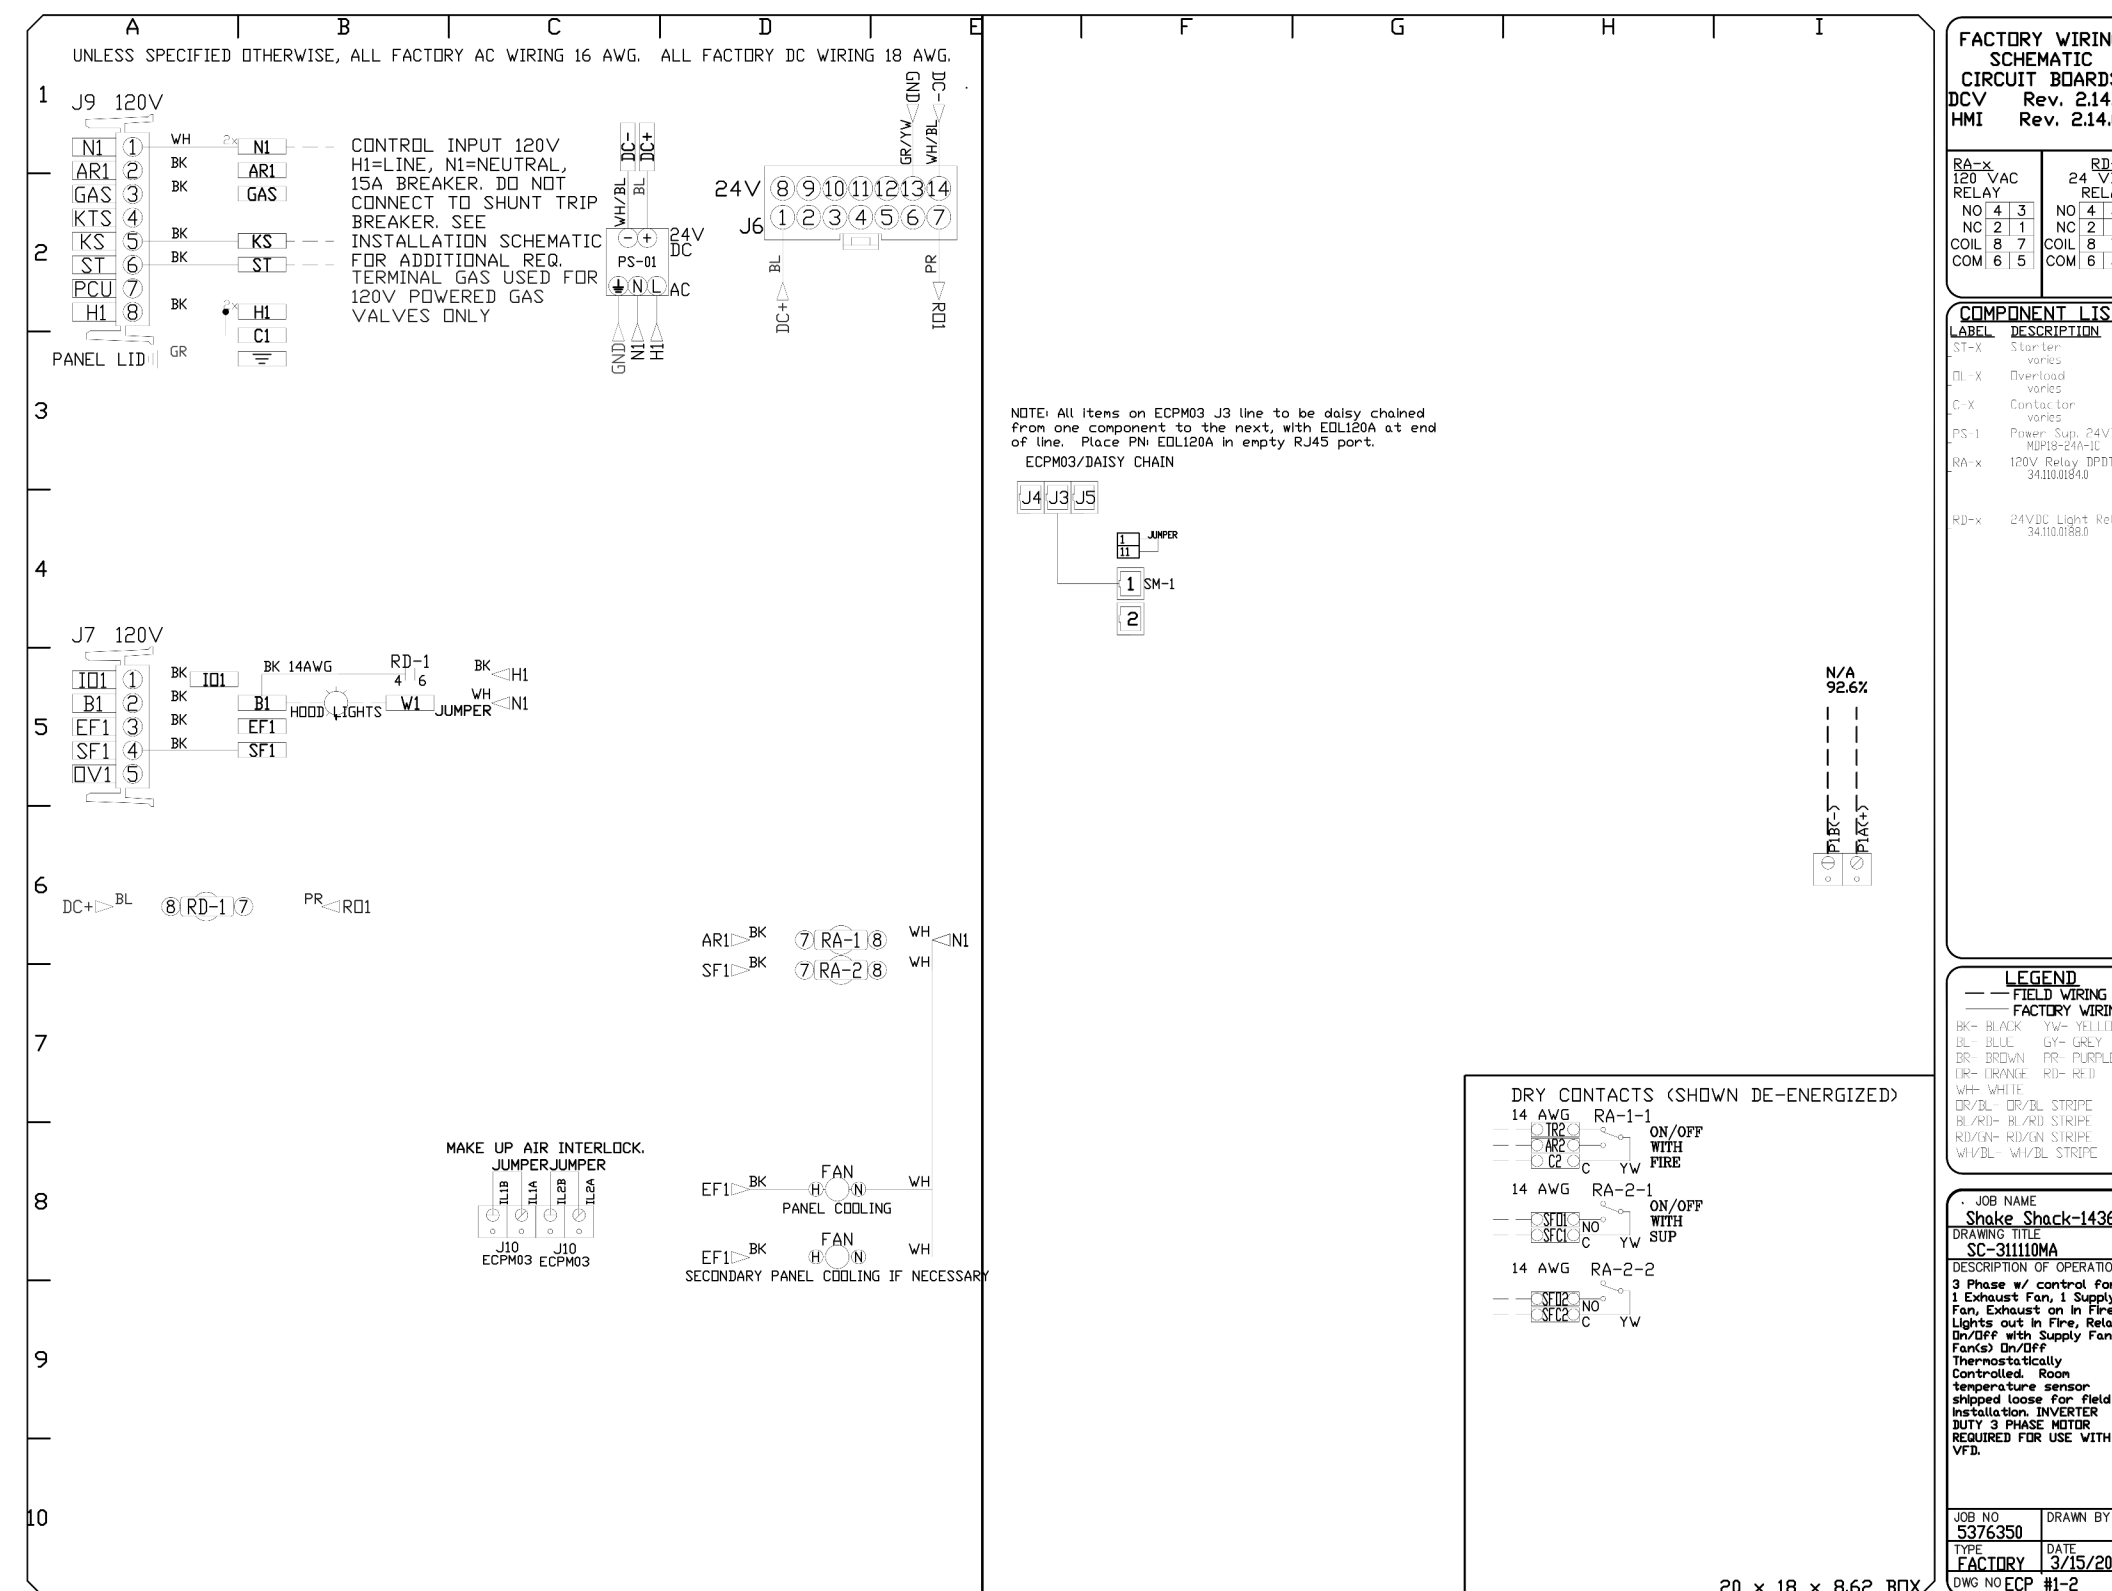 A B C D E F G H I
UNLESS SPECIFIED OTHERWISE, ALL FACTORY AC WIRING 16 AWG. ALL FACTORY DC WIRING 18 AWG.
1
2
3
4
5
6
7
8
9
10
J9 120V
N1 1 WH 2x N1
AR1 2 BK AR1
GAS 3 BK GAS
KTS 4
KS 5 BK KS
ST 6 BK ST
PCU 7
H1 8 BK 2x H1
C1
PANEL LID GR
CONTROL INPUT 120V
H1=LINE, N1=NEUTRAL,
15A BREAKER. DO NOT
CONNECT TO SHUNT TRIP
BREAKER. SEE
INSTALLATION SCHEMATIC
FOR ADDITIONAL REQ.
TERMINAL GAS USED FOR
120V POWERED GAS
VALVES ONLY
DC- DC+
WH/BL BL
- + 24V
DC
PS-01
N L AC
GND N1 H1
GND DC-
GR/YW WH/BL
24V 8 9 10 11 12 13 14
J6 1 2 3 4 5 6 7
BL PR
DC+ RO1
NOTE: All items on ECPM03 J3 line to be daisy chained
from one component to the next, with EOL120A at end
of line. Place PN: EOL120A in empty RJ45 port.
ECPM03/DAISY CHAIN
J4 J3 J5
1 JUMPER
11
1 SM-1
2
J7 120V
IO1 1 BK IO1
B1 2 BK B1 HOOD LIGHTS W1 JUMPER WH N1
BK 14AWG RD-1 BK H1
4 6
EF1 3 BK EF1
SF1 4 BK SF1
OV1 5
N/A
92.6%
P1B(-) P1A(+)
DC+ BL 8 RD-1 7 PR RO1
AR1 BK 7 RA-1 8 WH N1
SF1 BK 7 RA-2 8 WH
MAKE UP AIR INTERLOCK.
JUMPER JUMPER
IL1B IL1A IL2B IL2A
J10 J10
ECPM03 ECPM03
FAN
EF1 BK H N WH
PANEL COOLING
FAN
EF1 BK H N WH
SECONDARY PANEL COOLING IF NECESSARY
DRY CONTACTS (SHOWN DE-ENERGIZED)
14 AWG RA-1-1
TR2 ON/OFF
AR2 WITH
C2 C YW FIRE
14 AWG RA-2-1
ON/OFF
SFO1 NO WITH
SFC1 C YW SUP
14 AWG RA-2-2
SFO2 NO
SFC2 C YW
20 x 18 x 8.62 BOX
FACTORY WIRIN
SCHEMATIC
CIRCUIT BOARDS
DCV Rev. 2.14.
HMI Rev. 2.14.
RA-x RD-
120 VAC 24 V
RELAY REL
NO 4 3 NO 4
NC 2 1 NC 2
COIL 8 7 COIL 8
COM 6 5 COM 6
COMPONENT LIS
LABEL DESCRIPTION
ST-X Starter
varies
OL-X Overload
varies
C-X Contactor
varies
PS-1 Power Sup. 24V
MDP18-24A-1C
RA-x 120V Relay DPDT
34.110.0184.0
RD-x 24VDC Light Rel
34.110.0188.0
LEGEND
FIELD WIRING
FACTORY WIRIN
BK- BLACK YW- YELLO
BL- BLUE GY- GREY
BR- BROWN PR- PURPLE
OR- ORANGE RD- RED
WH- WHITE
OR/BL- OR/BL STRIPE
BL/RD- BL/RD STRIPE
RD/GN- RD/GN STRIPE
WH/BL- WH/BL STRIPE
JOB NAME
Shake Shack-1436
DRAWING TITLE
SC-311110MA
DESCRIPTION OF OPERATIO
3 Phase w/ control for
1 Exhaust Fan, 1 Supply
Fan, Exhaust on in Fire
Lights out in Fire, Rela
On/Off with Supply Fan
Fan(s) On/Off
Thermostatically
Controlled. Room
temperature sensor
shipped loose for field
installation. INVERTER
DUTY 3 PHASE MOTOR
REQUIRED FOR USE WITH
VFD.
JOB NO DRAWN BY
5376350
TYPE DATE
FACTORY 3/15/20
DWG NO ECP #1-2